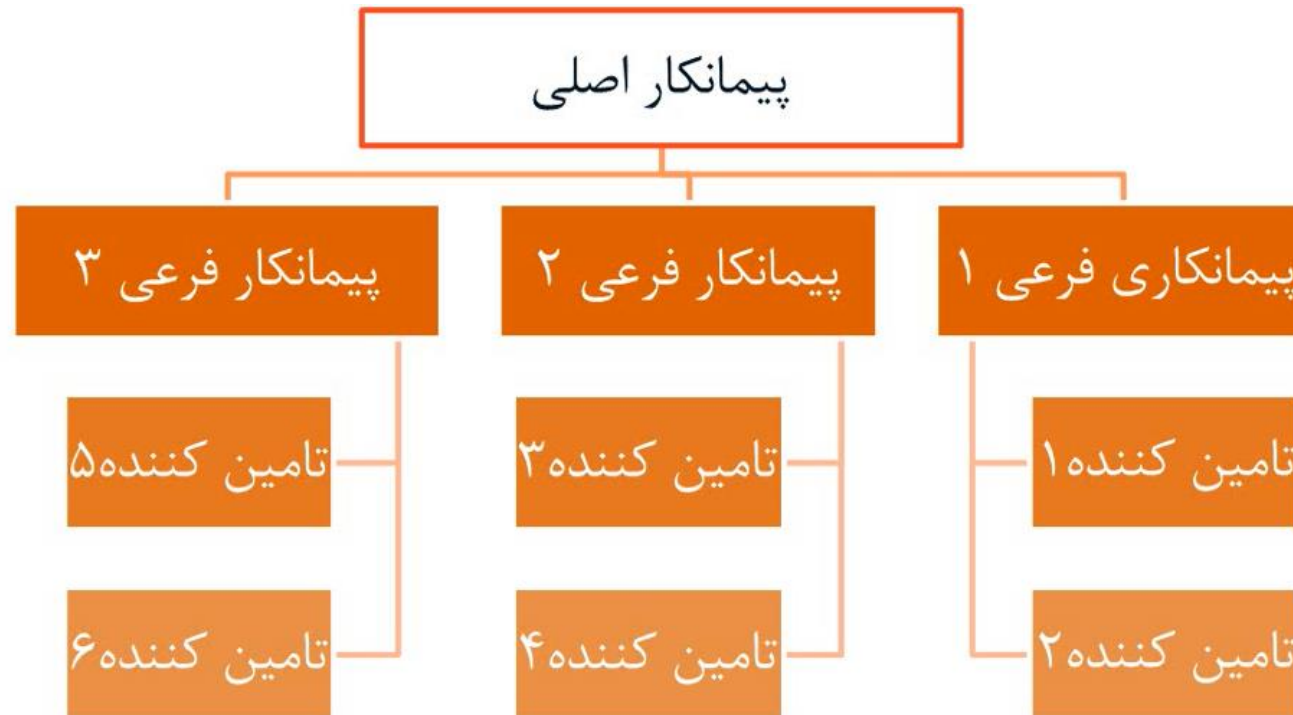 پیمانکار اصلی
پیمانکاری فرعی ۱
پیمانکار فرعی ۲
پیمانکار فرعی ۳
تامین کننده۱
تامین کننده۳
تامین کننده۵
تامین کننده۲
تامین کننده۴
تامین کننده۶